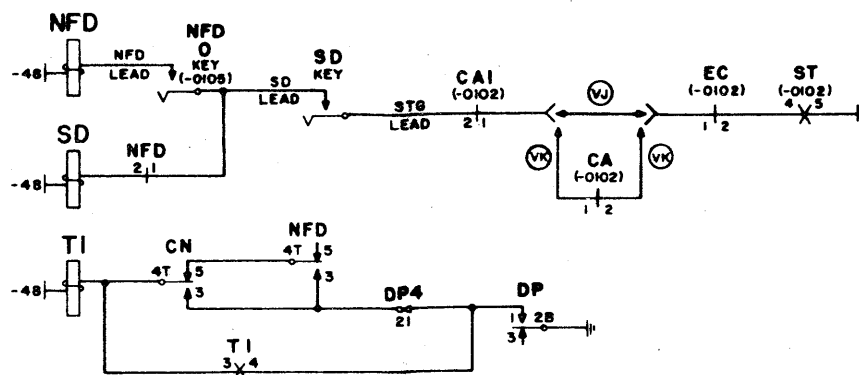 NFD
-48
NFD
LEAD
NFD
O
KEY
(-0105)
SD
LEAD
SD
KEY
STG
LEAD
CA1
(-0102)
2 1
VJ
VK
VK
CA
(-0102)
1 2
EC
(-0102)
1 2
ST
(-0102)
4 5
SD
-48
NFD
2 1
T1
-48
CN
4T 5
3
NFD
4T 5
3
DP4
21
DP
1 2B
3
T1
3 4